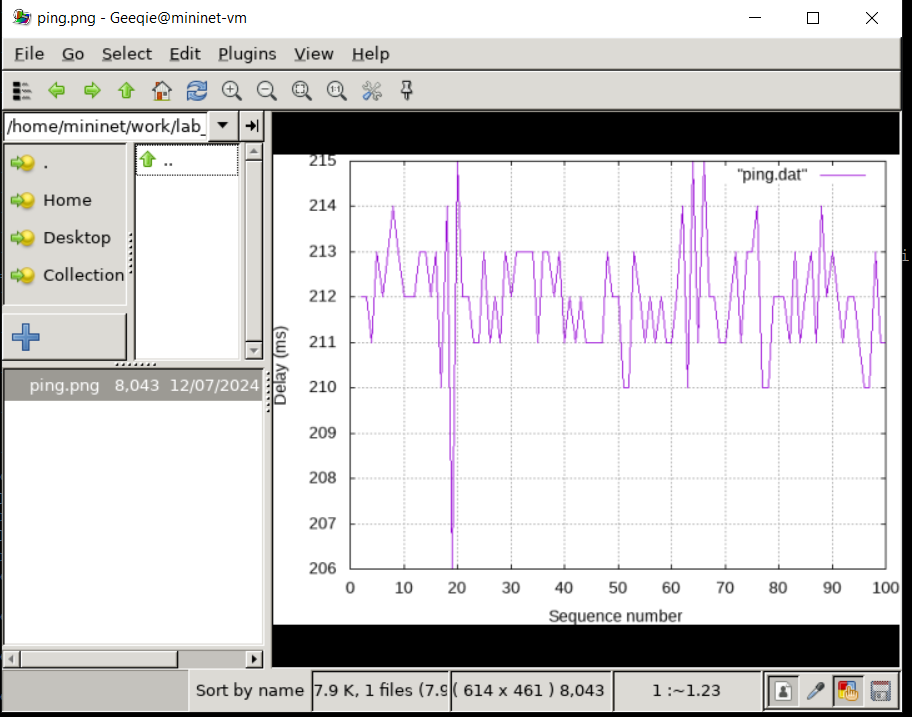 ping.png - Geeqie@mininet-vm
File Go Select Edit Plugins View Help
/home/mininet/work/lab_
.
Home
Desktop
Collection
..
ping.png 8,043 12/07/2024
"ping.dat"
215
214
213
212
211
210
209
208
207
206
Delay (ms)
0 10 20 30 40 50 60 70 80 90 100
Sequence number
i
Sort by name 7.9 K, 1 files (7.9 ( 614 x 461 ) 8,043 1 :~1.23